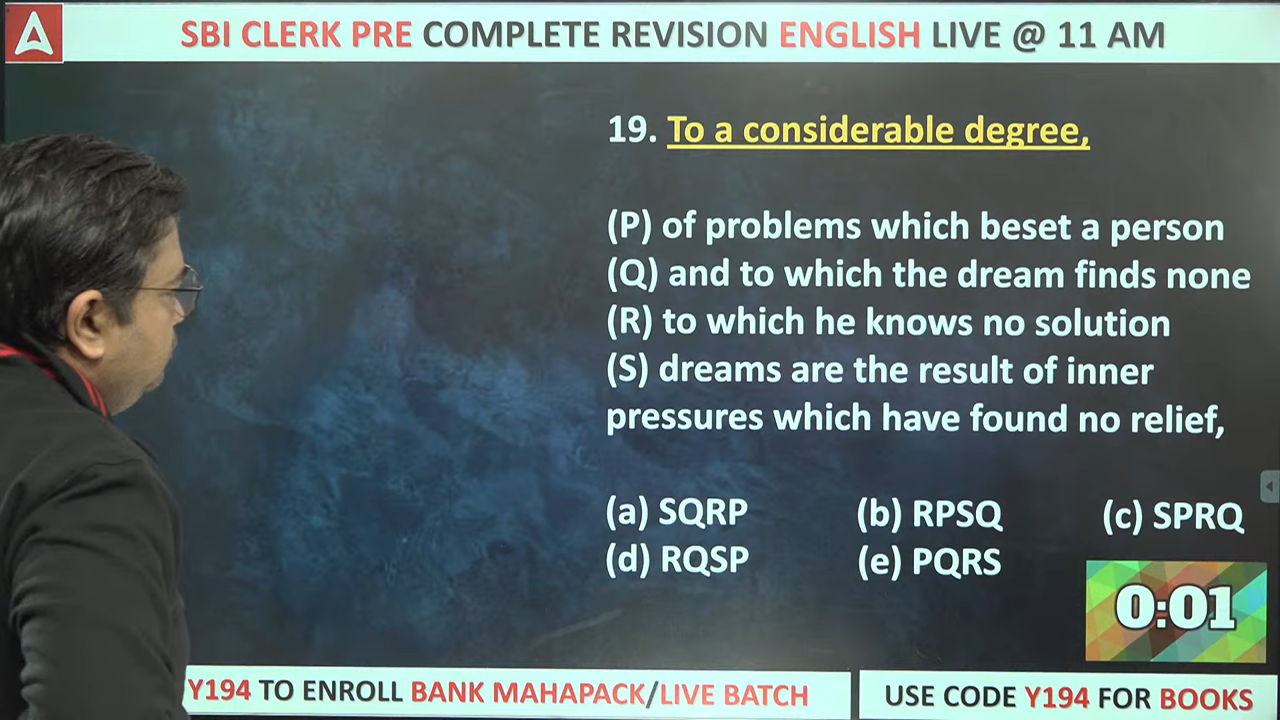 SBI CLERK PRE COMPLETE REVISION ENGLISH LIVE @ 11 AM
19. To a considerable degree,
(P) of problems which beset a person
(Q) and to which the dream finds none
(R) to which he knows no solution
(S) dreams are the result of inner
pressures which have found no relief,
(a) SQRP (b) RPSQ (c) SPRQ
(d) RQSP (e) PQRS
0:01
Y194 TO ENROLL BANK MAHAPACK/LIVE BATCH
USE CODE Y194 FOR BOOKS